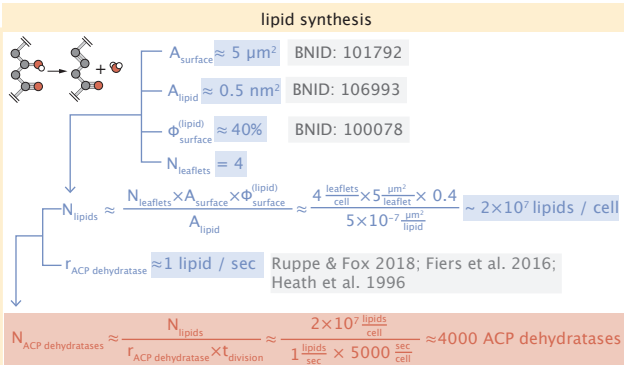 lipid synthesis
A_surface ≈ 5 µm² BNID: 101792
A_lipid ≈ 0.5 nm² BNID: 106993
Φ_surface^(lipid) ≈ 40% BNID: 100078
N_leaflets = 4
N_lipids ≈ (N_leaflets × A_surface × Φ_surface^(lipid)) / A_lipid ≈ (4 leaflets/cell × 5 µm²/leaflet × 0.4) / (5×10⁻⁷ µm²/lipid) ~ 2×10⁷ lipids / cell
r_ACP dehydratase ≈1 lipid / sec Ruppe & Fox 2018; Fiers et al. 2016;
Heath et al. 1996
N_ACP dehydratases ≈ N_lipids / (r_ACP dehydratase × t_division) ≈ (2×10⁷ lipids/cell) / (1 lipids/sec × 5000 sec/cell) ≈4000 ACP dehydratases